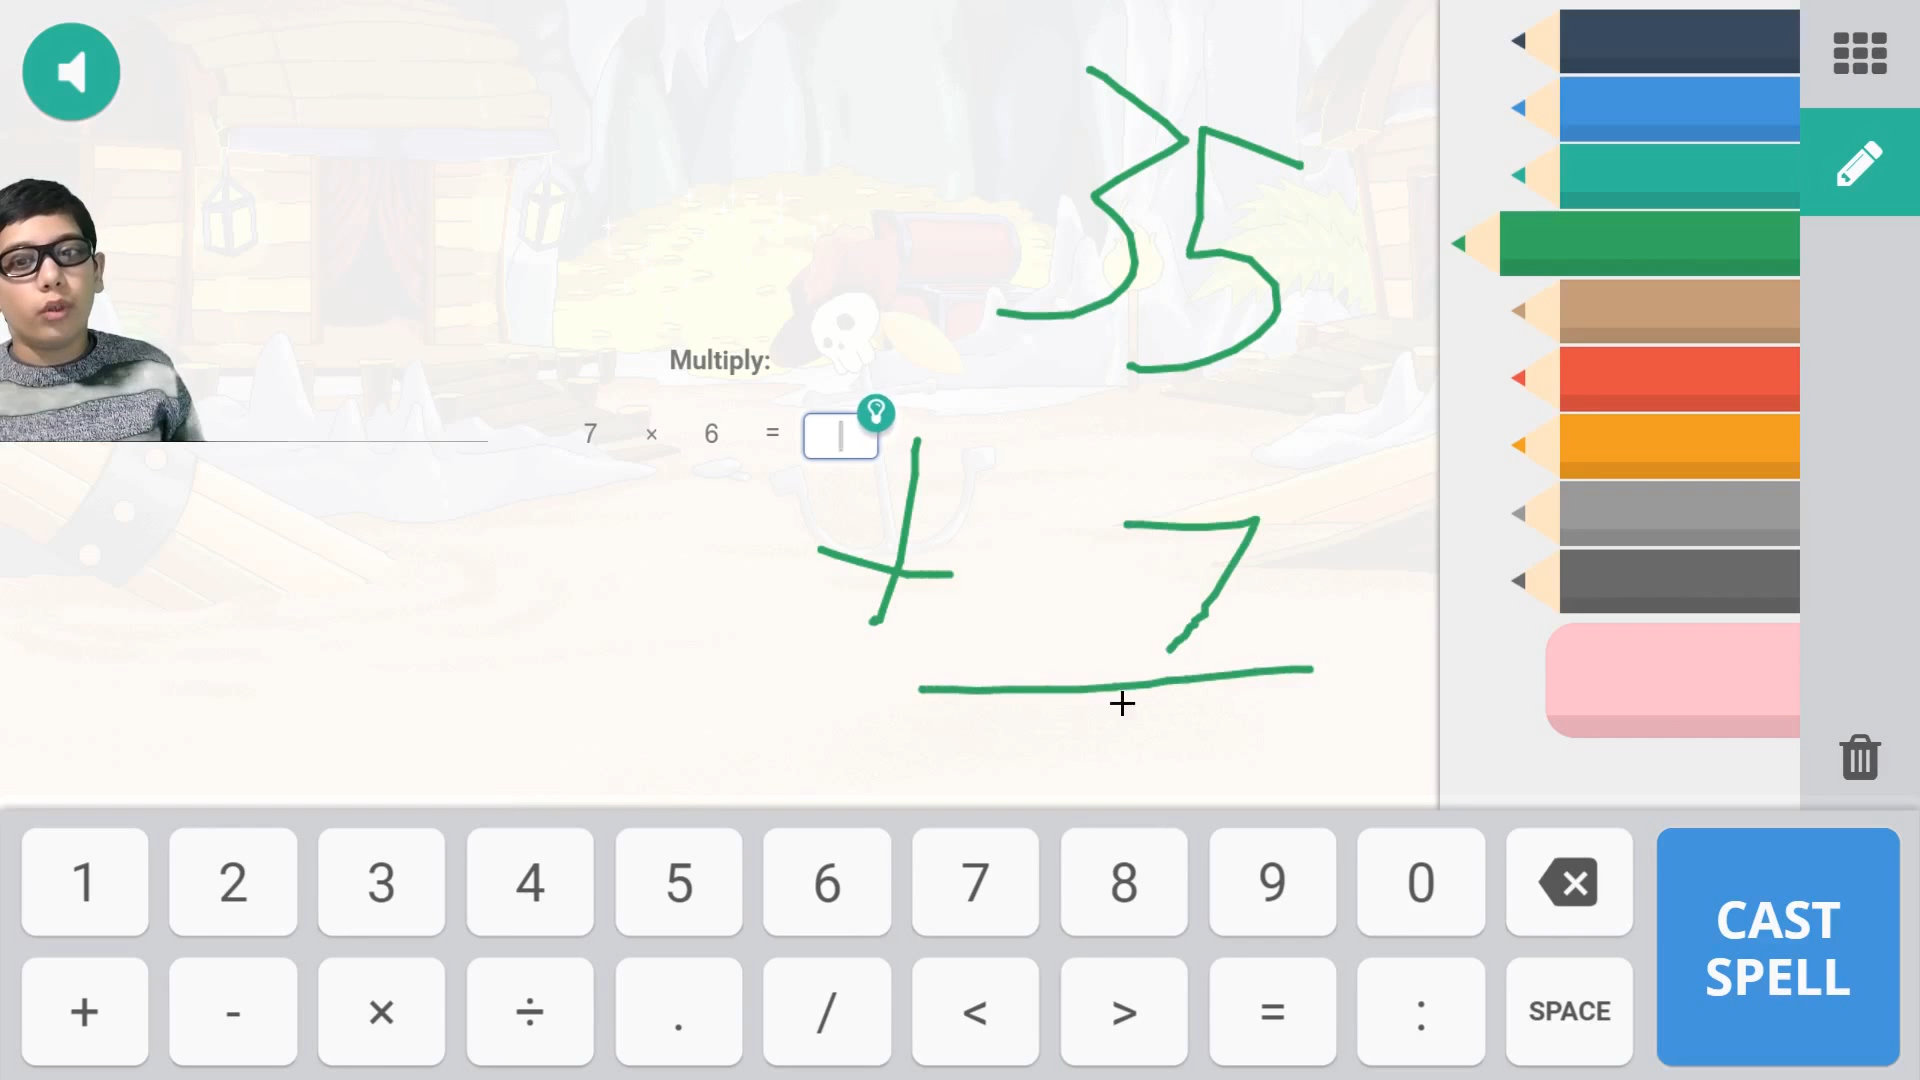 35
Multiply:
7 × 6 =
+ 7
1 2 3 4 5 6 7 8 9 0
+ - × ÷ . / < > = : SPACE
CAST
SPELL